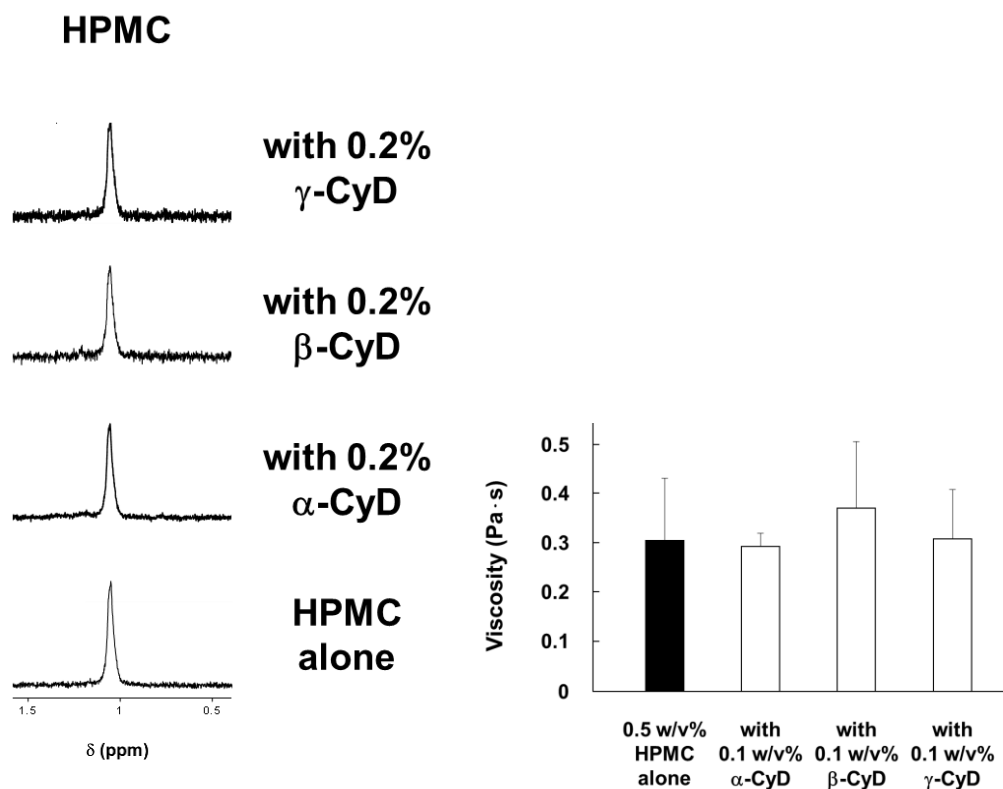 HPMC
with 0.2%
γ-CyD
with 0.2%
β-CyD
with 0.2%
α-CyD
HPMC
alone
1.5 1 0.5
δ (ppm)
Viscosity (Pa·s)
0.5
0.4
0.3
0.2
0.1
0
0.5 w/v%
HPMC
alone
with
0.1 w/v%
α-CyD
with
0.1 w/v%
β-CyD
with
0.1 w/v%
γ-CyD